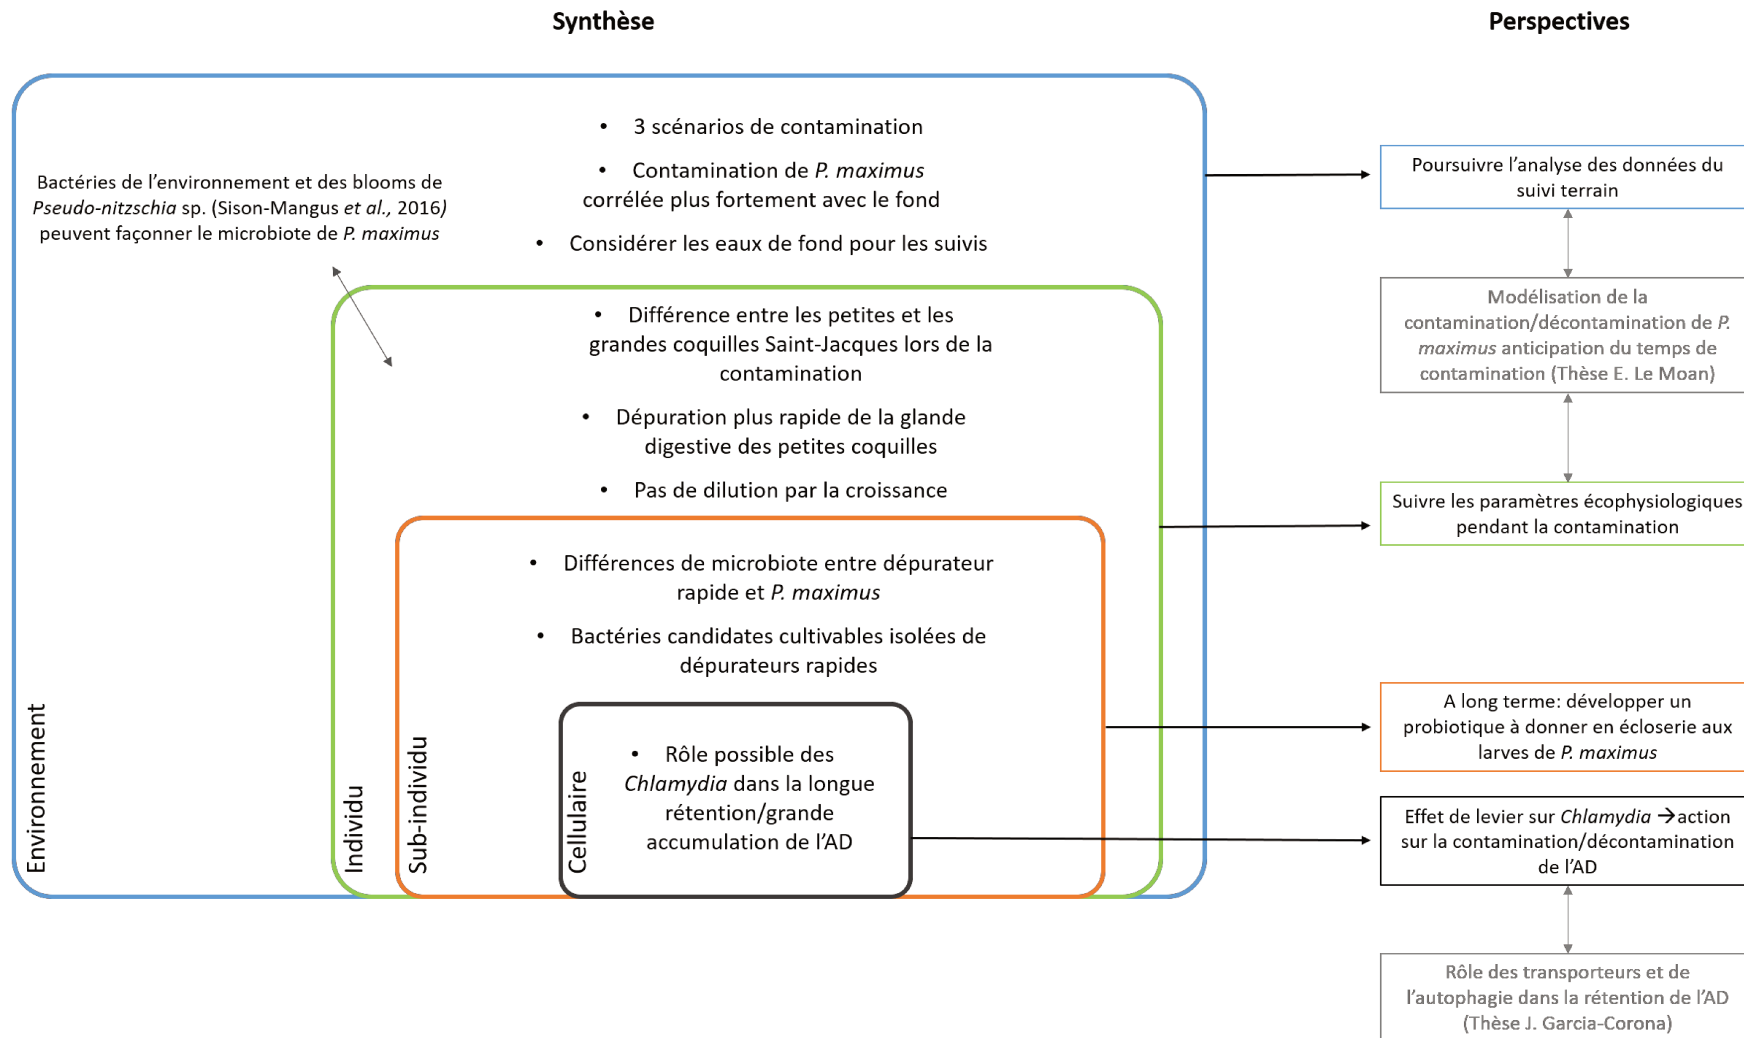 Synthèse
Perspectives
• 3 scénarios de contamination
• Contamination de P. maximus
corrélée plus fortement avec le fond
• Considérer les eaux de fond pour les suivis
Bactéries de l'environnement et des blooms de
Pseudo-nitzschia sp. (Sison-Mangus et al., 2016)
peuvent façonner le microbiote de P. maximus
• Différence entre les petites et les
grandes coquilles Saint-Jacques lors de la
contamination
• Dépuration plus rapide de la glande
digestive des petites coquilles
• Pas de dilution par la croissance
• Différences de microbiote entre dépurateur
rapide et P. maximus
• Bactéries candidates cultivables isolées de
dépurateurs rapides
• Rôle possible des
Chlamydia dans la longue
rétention/grande
accumulation de l'AD
Environnement
Individu
Sub-individu
Cellulaire
Poursuivre l'analyse des données du
suivi terrain
Modélisation de la
contamination/décontamination de P.
maximus anticipation du temps de
contamination (Thèse E. Le Moan)
Suivre les paramètres écophysiologiques
pendant la contamination
A long terme: développer un
probiotique à donner en écloserie aux
larves de P. maximus
Effet de levier sur Chlamydia →action
sur la contamination/décontamination
de l'AD
Rôle des transporteurs et de
l'autophagie dans la rétention de l'AD
(Thèse J. Garcia-Corona)